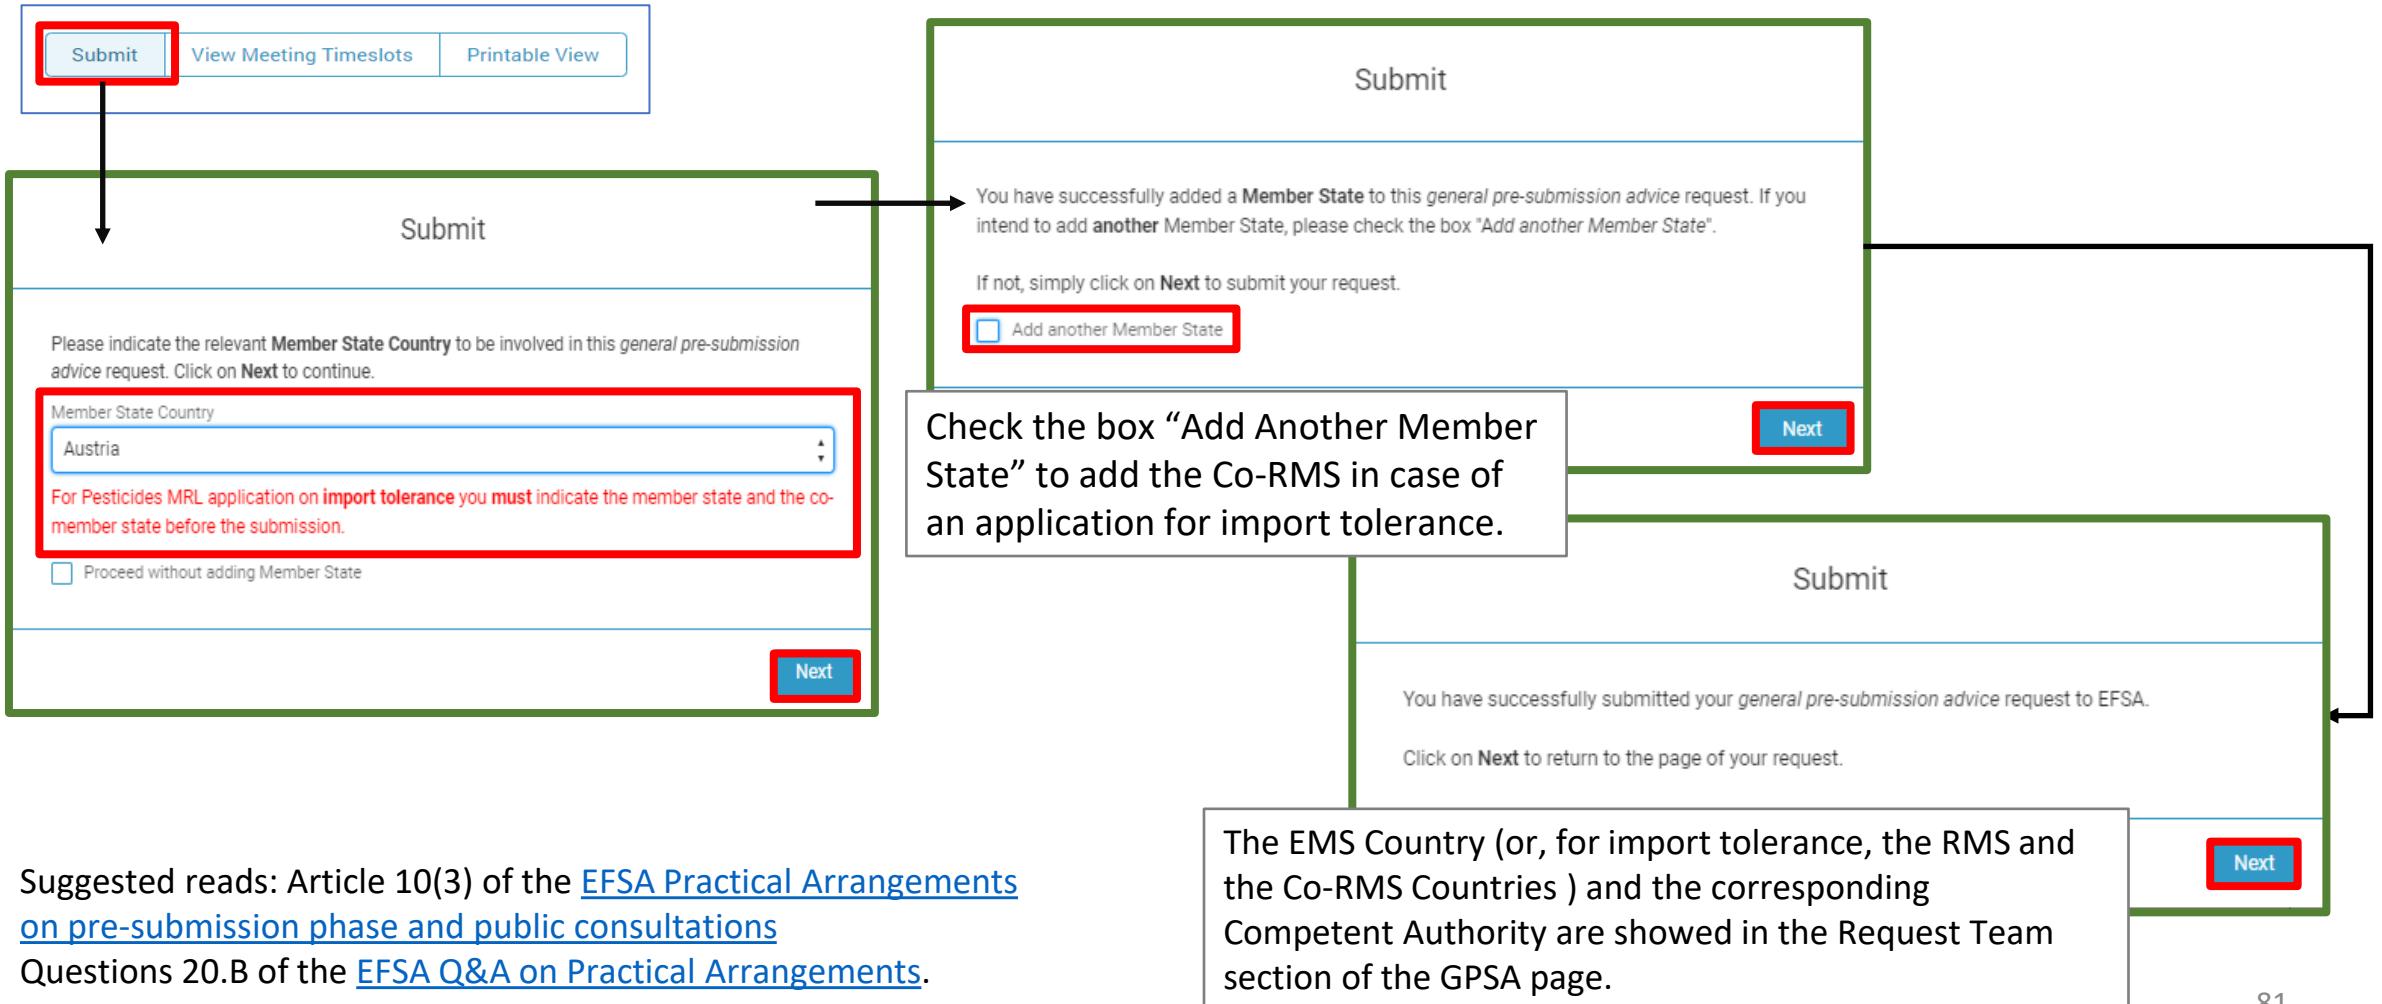 Submit
View Meeting Timeslots
Printable View
Submit
Please indicate the relevant Member State Country to be involved in this general pre-submission
advice request. Click on Next to continue.
Member State Country
Austria
For Pesticides MRL application on import tolerance you must indicate the member state and the co-
member state before the submission.
Proceed without adding Member State
Next
Submit
You have successfully added a Member State to this general pre-submission advice request. If you
intend to add another Member State, please check the box "Add another Member State".
If not, simply click on Next to submit your request.
Add another Member State
Next
Check the box “Add Another Member
State” to add the Co-RMS in case of
an application for import tolerance.
Submit
You have successfully submitted your general pre-submission advice request to EFSA.
Click on Next to return to the page of your request.
Next
The EMS Country (or, for import tolerance, the RMS and
the Co-RMS Countries ) and the corresponding
Competent Authority are showed in the Request Team
section of the GPSA page.
Suggested reads: Article 10(3) of the EFSA Practical Arrangements
on pre-submission phase and public consultations
Questions 20.B of the EFSA Q&A on Practical Arrangements.
81